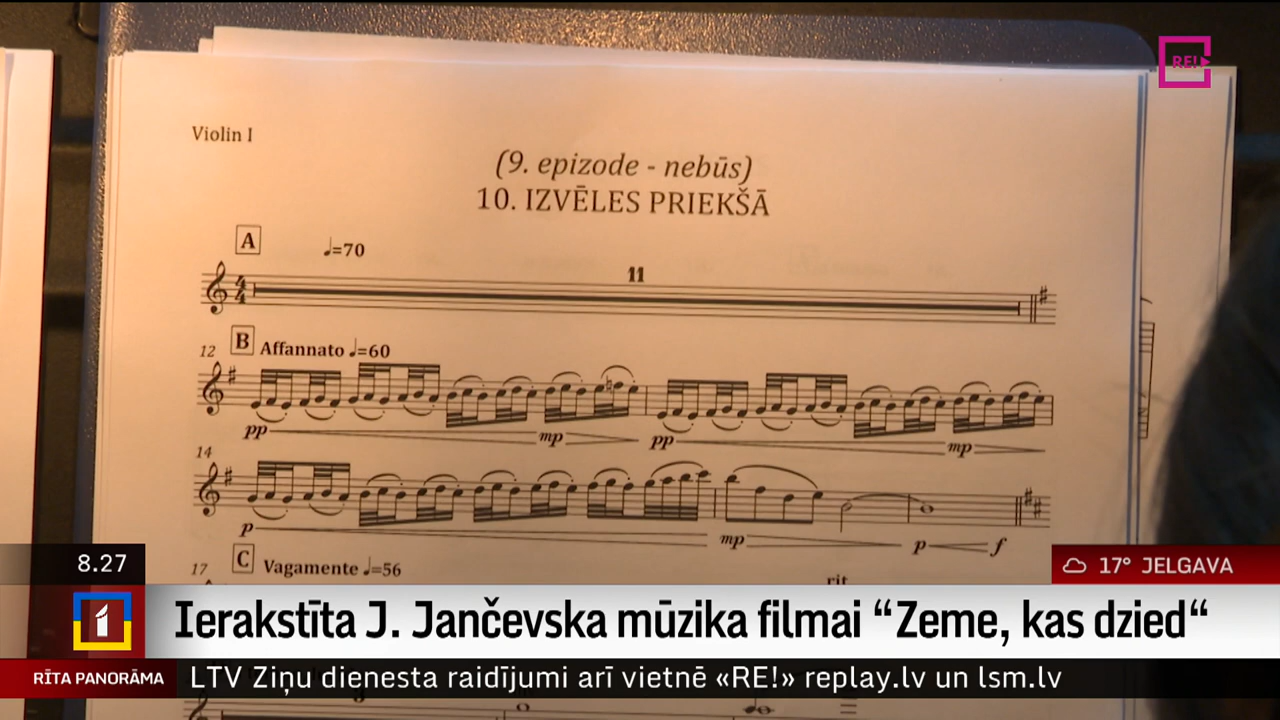 RE!
Violin I
(9. epizode - nebūs)
10. IZVĒLES PRIEKŠĀ
A
♩=70
11
12
B
Affannato ♩=60
pp
mp
pp
mp
14
p
mp
p
f
17
C
Vagamente ♩=56
rit
8.27
17° JELGAVA
1
Ierakstīta J. Jančevska mūzika filmai “Zeme, kas dzied“
RĪTA PANORĀMA
LTV Ziņu dienesta raidījumi arī vietnē «RE!» replay.lv un lsm.lv